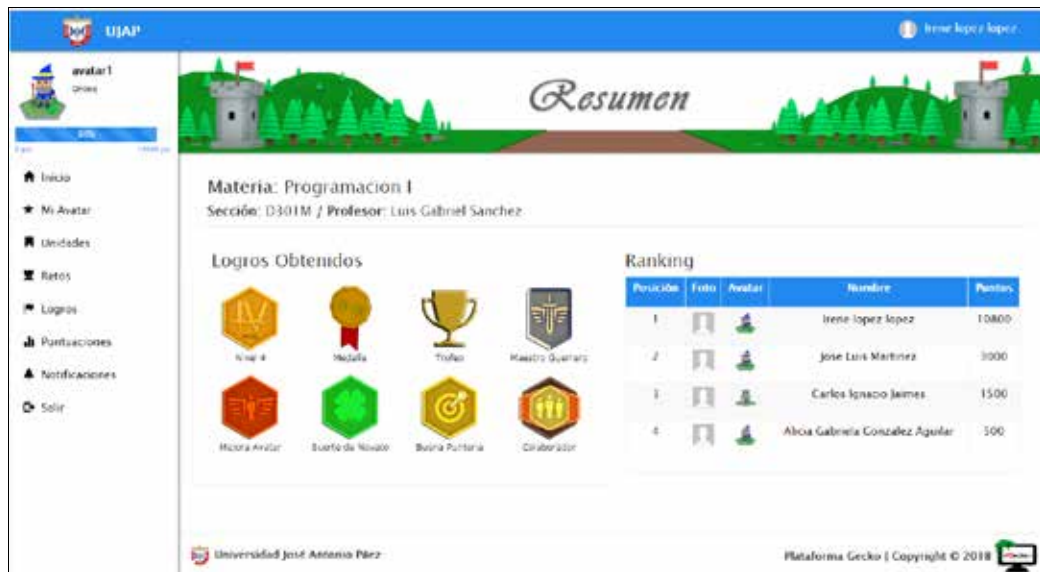 UJAP
Irene lopez lopez
avatar1
Online
Resumen
Inicio
Mi Avatar
Unidades
Retos
Logros
Puntuaciones
Notificaciones
Salir
Materia: Programacion I
Sección: D301M / Profesor: Luis Gabriel Sanchez
Logros Obtenidos
IV
Nivel 4
Medalla
Trofeo
Maestro Guerrero
Mejora Avatar
Suerte de Novato
Buena Punteria
Colaborador
Ranking
Posición Foto Avatar Nombre Puntos
1 Irene lopez lopez 10800
2 Jose Luis Martinez 3000
3 Carlos Ignacio Jaimes 1500
4 Alicia Gabriela Gonzalez Aguilar 500
Universidad José Antonio Páez
Plataforma Gecko | Copyright © 2018